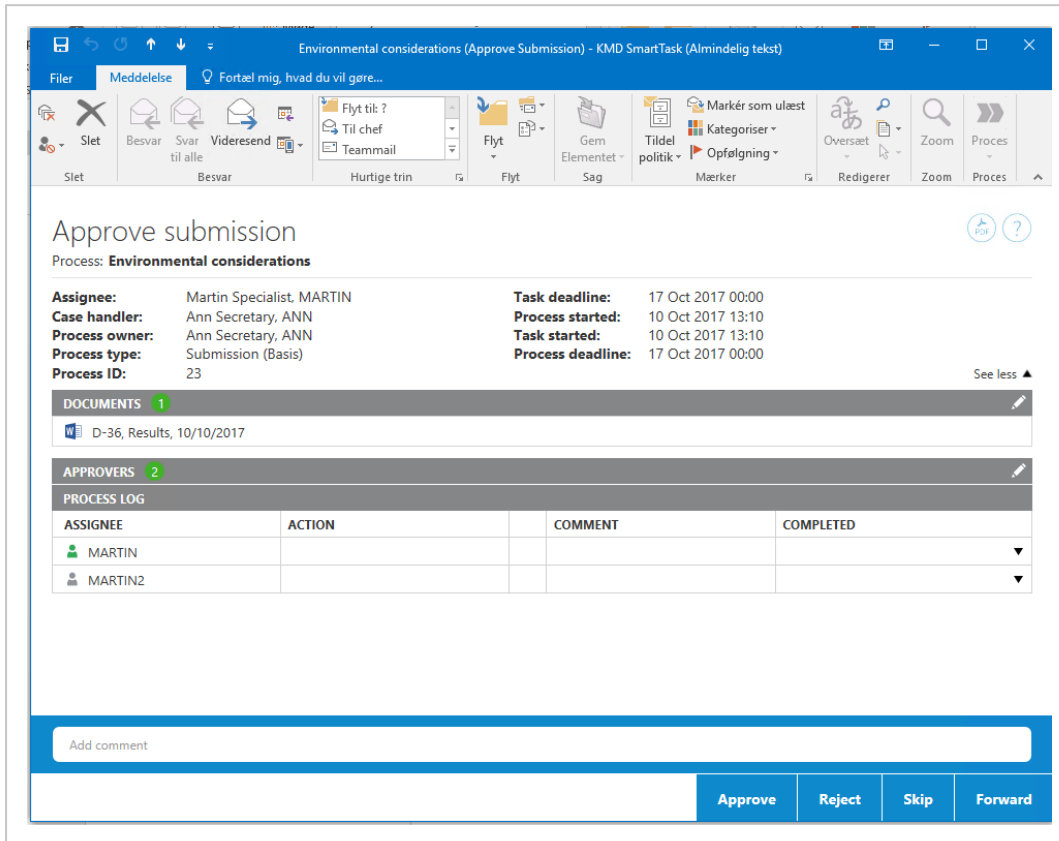 Environmental considerations (Approve Submission) - KMD SmartTask (Almindelig tekst)
Filer Meddelelse Fortæl mig, hvad du vil gøre...
Slet
Besvar
Svar til alle
Videresend
Flyt til: ?
Til chef
Teammail
Flyt
Gem Elementet
Tildel politik
Markér som ulæst
Kategoriser
Opfølgning
Oversæt
Zoom
Proces
Slet Besvar Hurtige trin Flyt Sag Mærker Redigerer Zoom Proces
Approve submission
PDF ?
Process: Environmental considerations
Assignee: Martin Specialist, MARTIN Task deadline: 17 Oct 2017 00:00
Case handler: Ann Secretary, ANN Process started: 10 Oct 2017 13:10
Process owner: Ann Secretary, ANN Task started: 10 Oct 2017 13:10
Process type: Submission (Basis) Process deadline: 17 Oct 2017 00:00
Process ID: 23 See less
DOCUMENTS 1
D-36, Results, 10/10/2017
APPROVERS 2
PROCESS LOG
ASSIGNEE ACTION COMMENT COMPLETED
MARTIN
MARTIN2
Add comment
Approve Reject Skip Forward